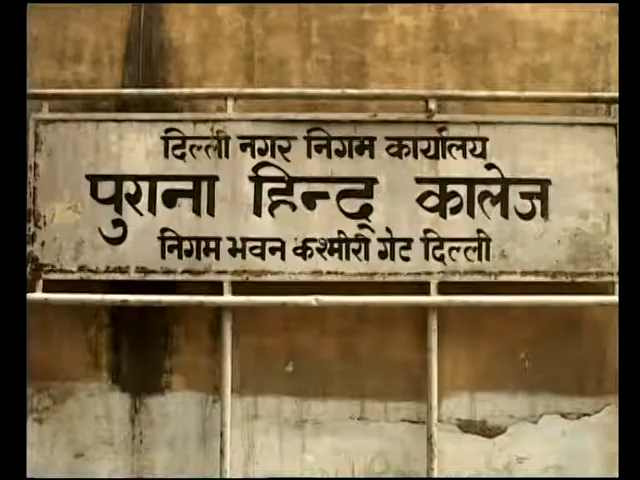 दिल्ली नगर निगम कार्यालय
पुराना हिन्द् कालेज
निगम भवन कश्मीरी गेट दिल्ली